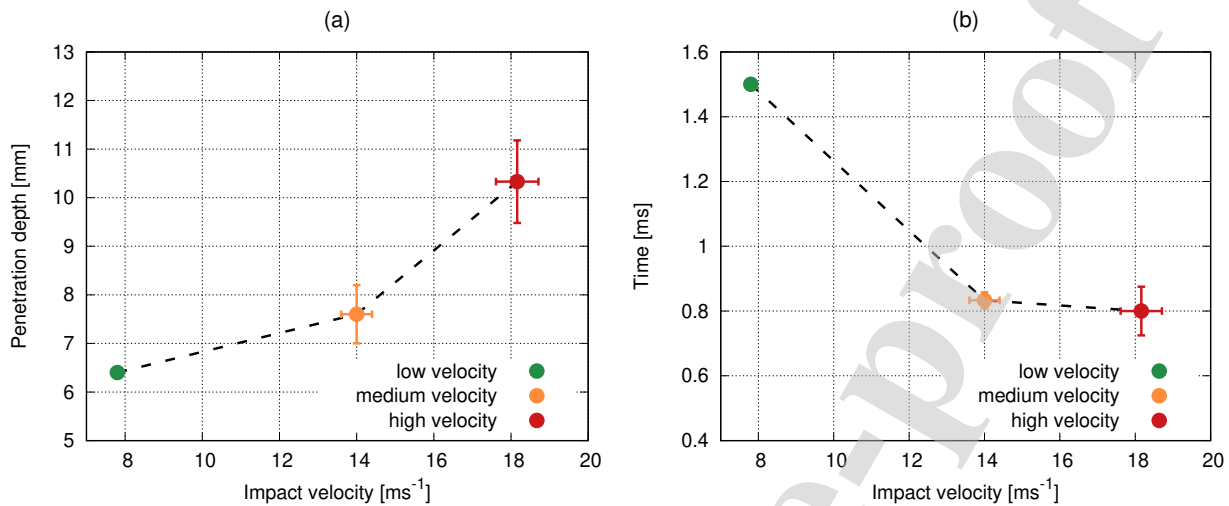 (a)
13
12
11
10
9
8
7
6
5
Penetration depth [mm]
low velocity
medium velocity
high velocity
8 10 12 14 16 18 20
Impact velocity [ms⁻¹]
(b)
1.6
1.4
1.2
1
0.8
0.6
0.4
Time [ms]
low velocity
medium velocity
high velocity
8 10 12 14 16 18 20
Impact velocity [ms⁻¹]
-proof